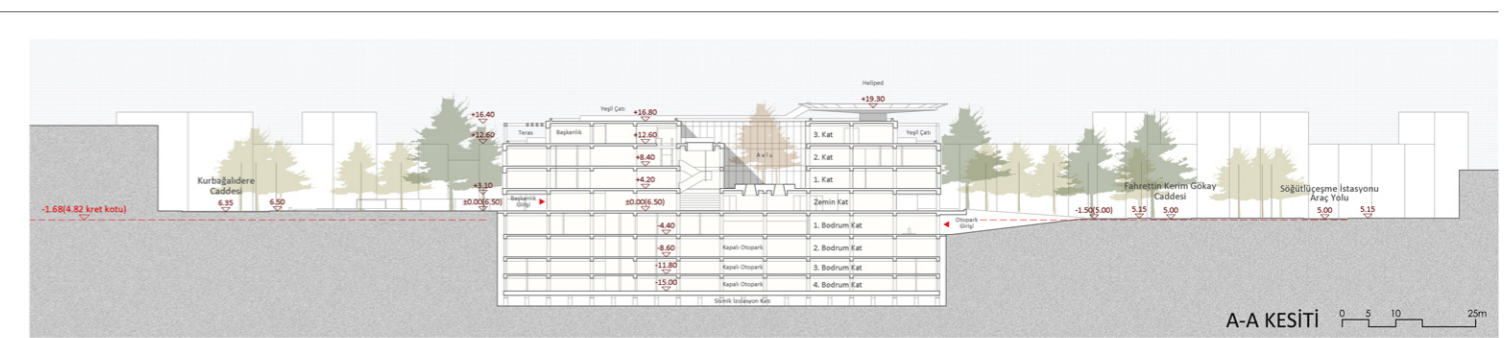 Heliped
+19.30
Yeşil Çatı
+16.80
+16.40
Teras
Başkanlık
+12.60
+12.60
3. Kat
Yeşil Çatı
Avlu
+8.40
2. Kat
+4.20
1. Kat
Kurbağalıdere
Caddesi
6.35
6.50
+3.10
±0.00(6.50)
Başkanlık
Girişi
±0.00(6.50)
Zemin Kat
Fahrettin Kerim Gökay
Caddesi
-1.50(5.00)
5.15
5.00
Söğütlüçeşme İstasyonu
Araç Yolu
5.00
5.15
-1.68(4.82 kret kotu)
-4.40
1. Bodrum Kat
Otopark
Girişi
-8.60
Kapalı Otopark
2. Bodrum Kat
-11.80
Kapalı Otopark
3. Bodrum Kat
-15.00
Kapalı Otopark
4. Bodrum Kat
Sismik İzolasyon Katı
A-A KESİTİ
0 5 10 25m